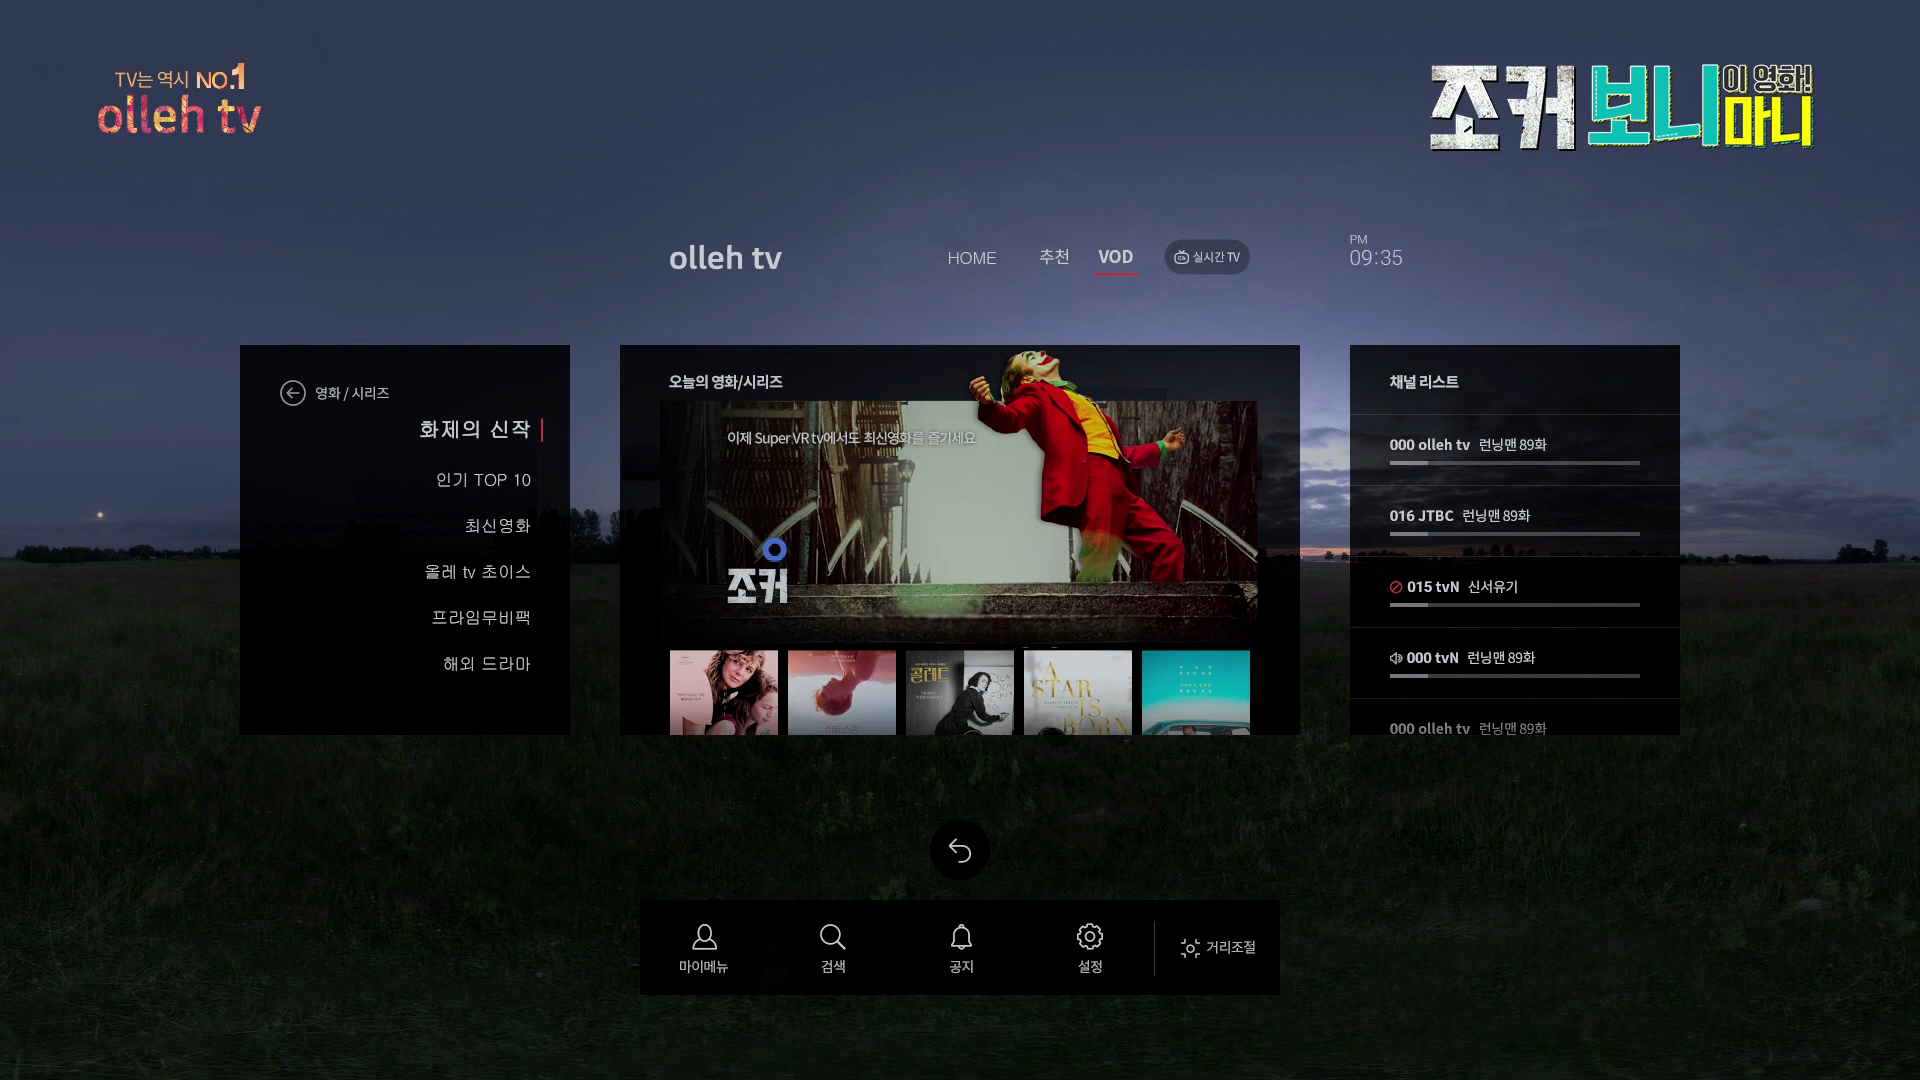 TV는 역시 NO.1
olleh tv
조커 보니 이 영화! 마니
olleh tv
HOME
추천
VOD
실시간 TV
PM
09:35
영화 / 시리즈
화제의 신작
인기 TOP 10
최신영화
올레 tv 초이스
프라임무비팩
해외 드라마
오늘의 영화/시리즈
이제 Super VR tv에서도 최신영화를 즐기세요
조커
콜레트
A
STAR
IS
BORN
채널 리스트
000 olleh tv 런닝맨 89화
016 JTBC 런닝맨 89화
015 tvN 신서유기
000 tvN 런닝맨 89화
000 olleh tv 런닝맨 89화
마이메뉴
검색
공지
설정
거리조절